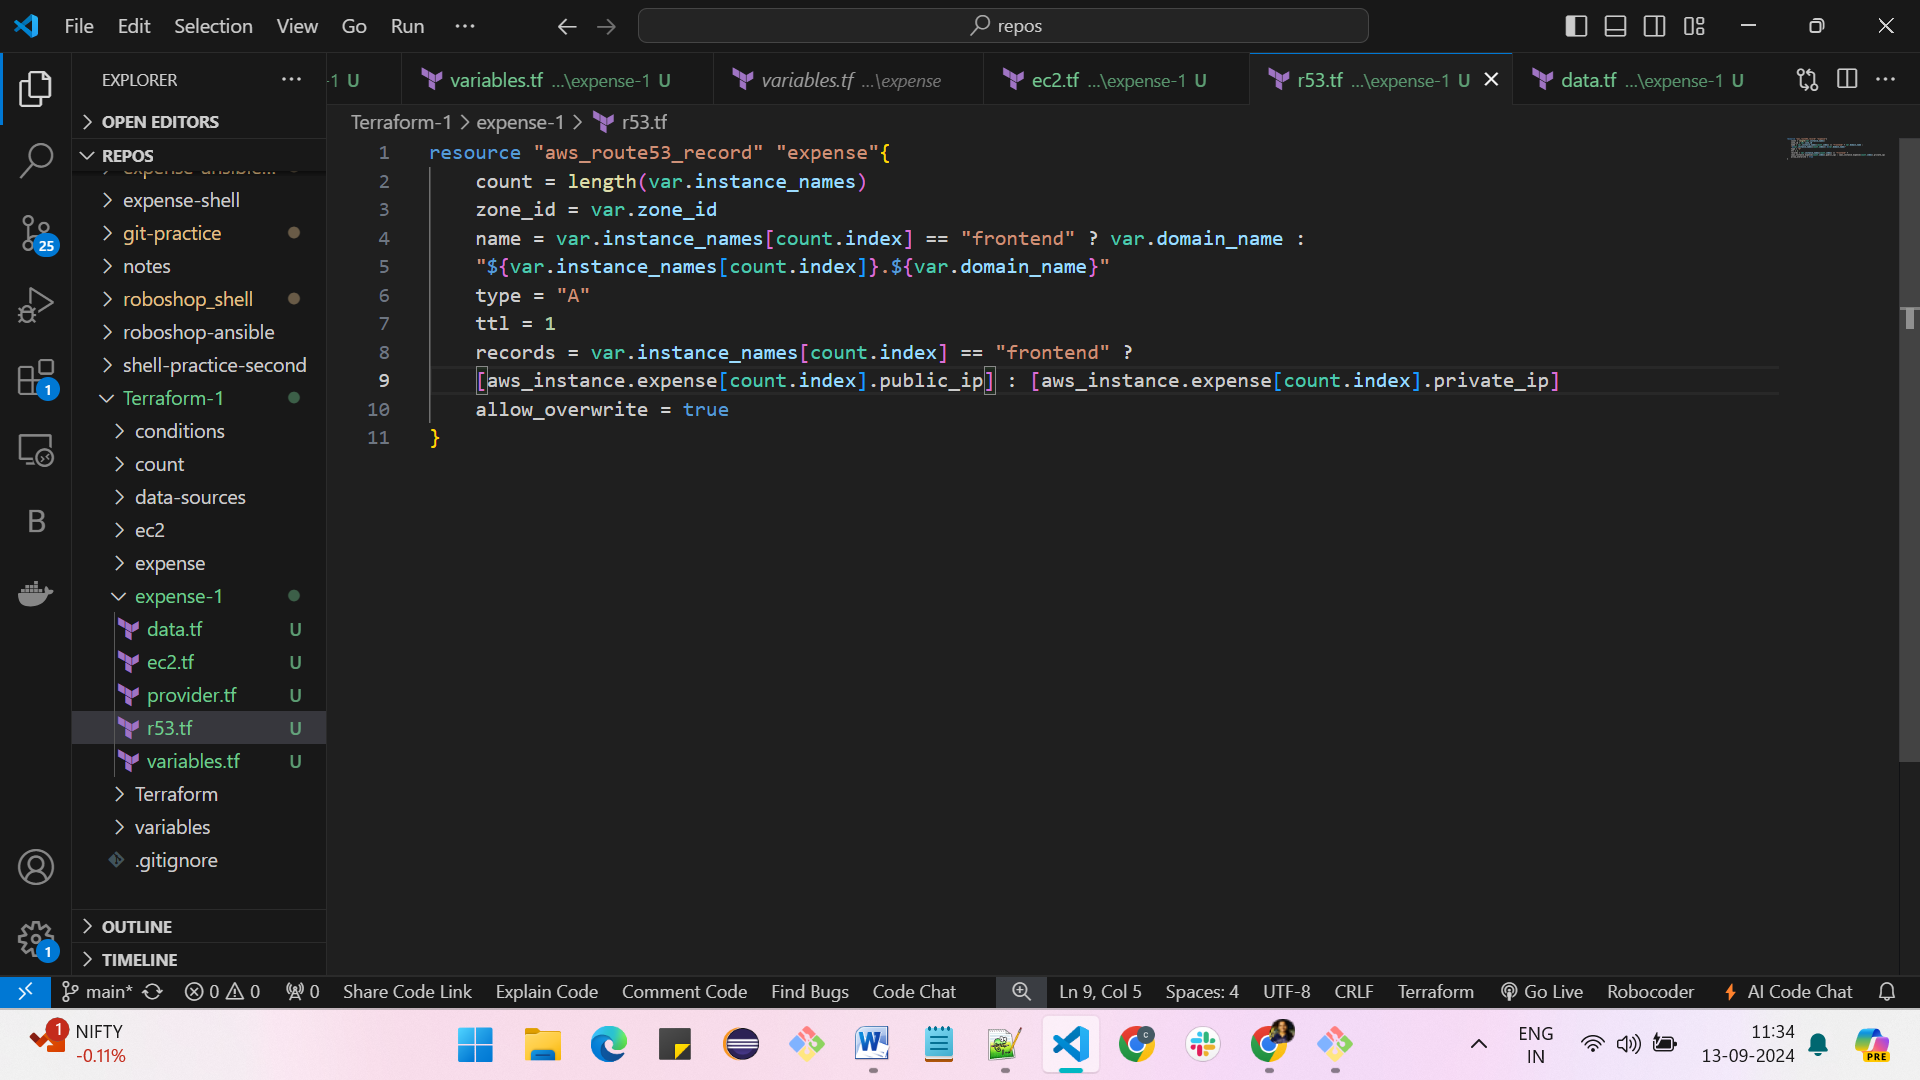 File Edit Selection View Go Run ... repos
EXPLORER ...
-1 U variables.tf ...\expense-1 U variables.tf ...\expense ec2.tf ...\expense-1 U r53.tf ...\expense-1 U data.tf ...\expense-1 U ...
OPEN EDITORS
Terraform-1 > expense-1 > r53.tf
REPOS
expense-ansible...
expense-shell
git-practice
notes
roboshop_shell
roboshop-ansible
shell-practice-second
Terraform-1
conditions
count
data-sources
ec2
expense
expense-1
data.tf U
ec2.tf U
provider.tf U
r53.tf U
variables.tf U
Terraform
variables
.gitignore
OUTLINE
TIMELINE
25
1
B
1
1 resource "aws_route53_record" "expense"{
2 count = length(var.instance_names)
3 zone_id = var.zone_id
4 name = var.instance_names[count.index] == "frontend" ? var.domain_name :
5 "${var.instance_names[count.index]}.${var.domain_name}"
6 type = "A"
7 ttl = 1
8 records = var.instance_names[count.index] == "frontend" ?
9 [aws_instance.expense[count.index].public_ip] : [aws_instance.expense[count.index].private_ip]
10 allow_overwrite = true
11 }
main* 0 0 0 Share Code Link Explain Code Comment Code Find Bugs Code Chat Ln 9, Col 5 Spaces: 4 UTF-8 CRLF Terraform Go Live Robocoder AI Code Chat
1 NIFTY
-0.11%
ENG
IN
11:34
13-09-2024
PRE